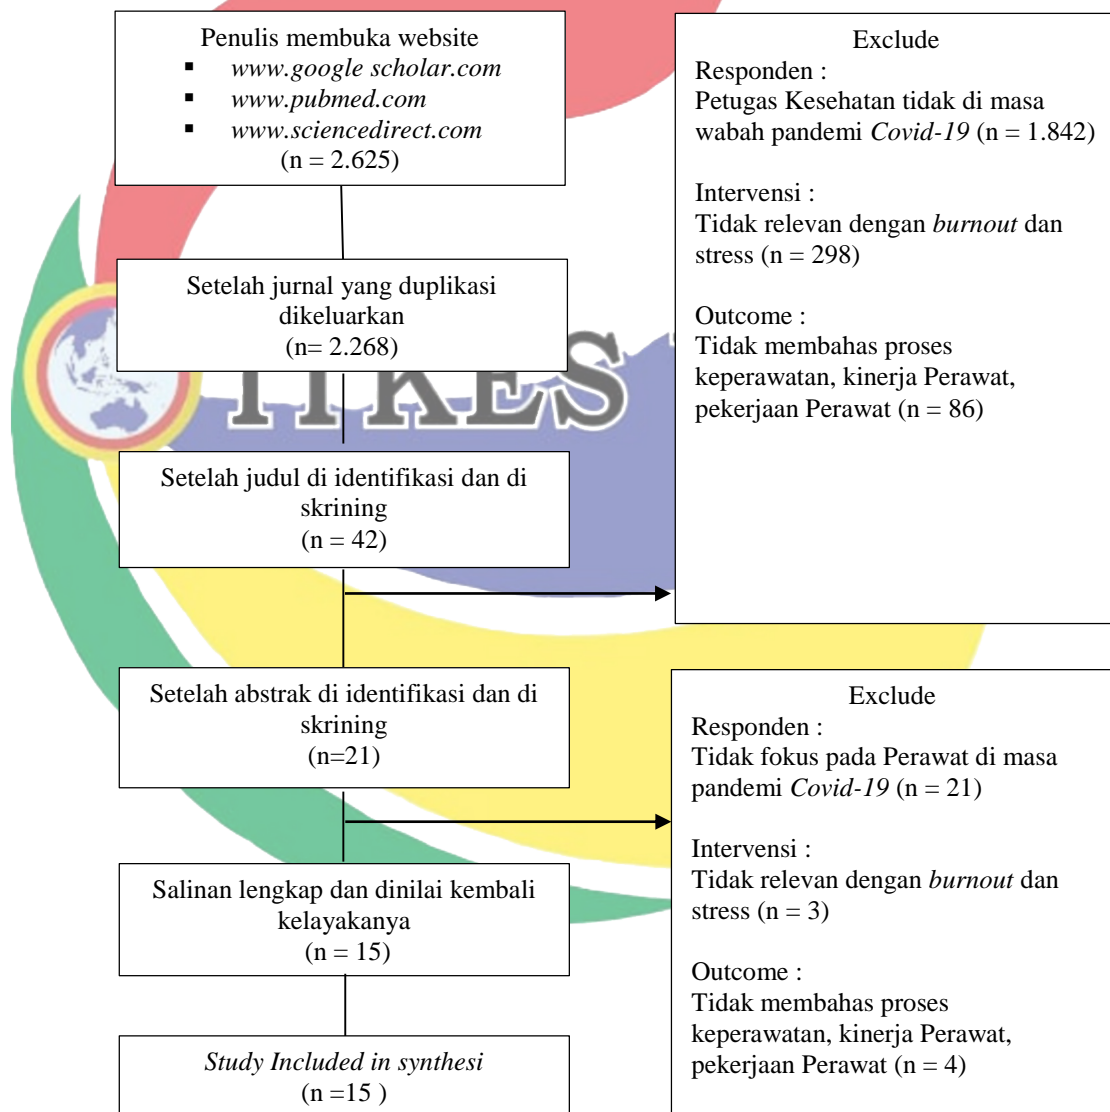 Penulis membuka website
▪ www.google scholar.com
▪ www.pubmed.com
▪ www.sciencedirect.com
(n = 2.625)
Setelah jurnal yang duplikasi
dikeluarkan
(n= 2.268)
Setelah judul di identifikasi dan di
skrining
(n = 42)
Exclude
Responden :
Petugas Kesehatan tidak di masa
wabah pandemi Covid-19 (n = 1.842)
Intervensi :
Tidak relevan dengan burnout dan
stress (n = 298)
Outcome :
Tidak membahas proses
keperawatan, kinerja Perawat,
pekerjaan Perawat (n = 86)
Setelah abstrak di identifikasi dan di
skrining
(n=21)
Exclude
Responden :
Tidak fokus pada Perawat di masa
pandemi Covid-19 (n = 21)
Intervensi :
Tidak relevan dengan burnout dan
stress (n = 3)
Outcome :
Tidak membahas proses
keperawatan, kinerja Perawat,
pekerjaan Perawat (n = 4)
Salinan lengkap dan dinilai kembali
kelayakanya
(n = 15)
Study Included in synthesi
(n =15 )
ITKES